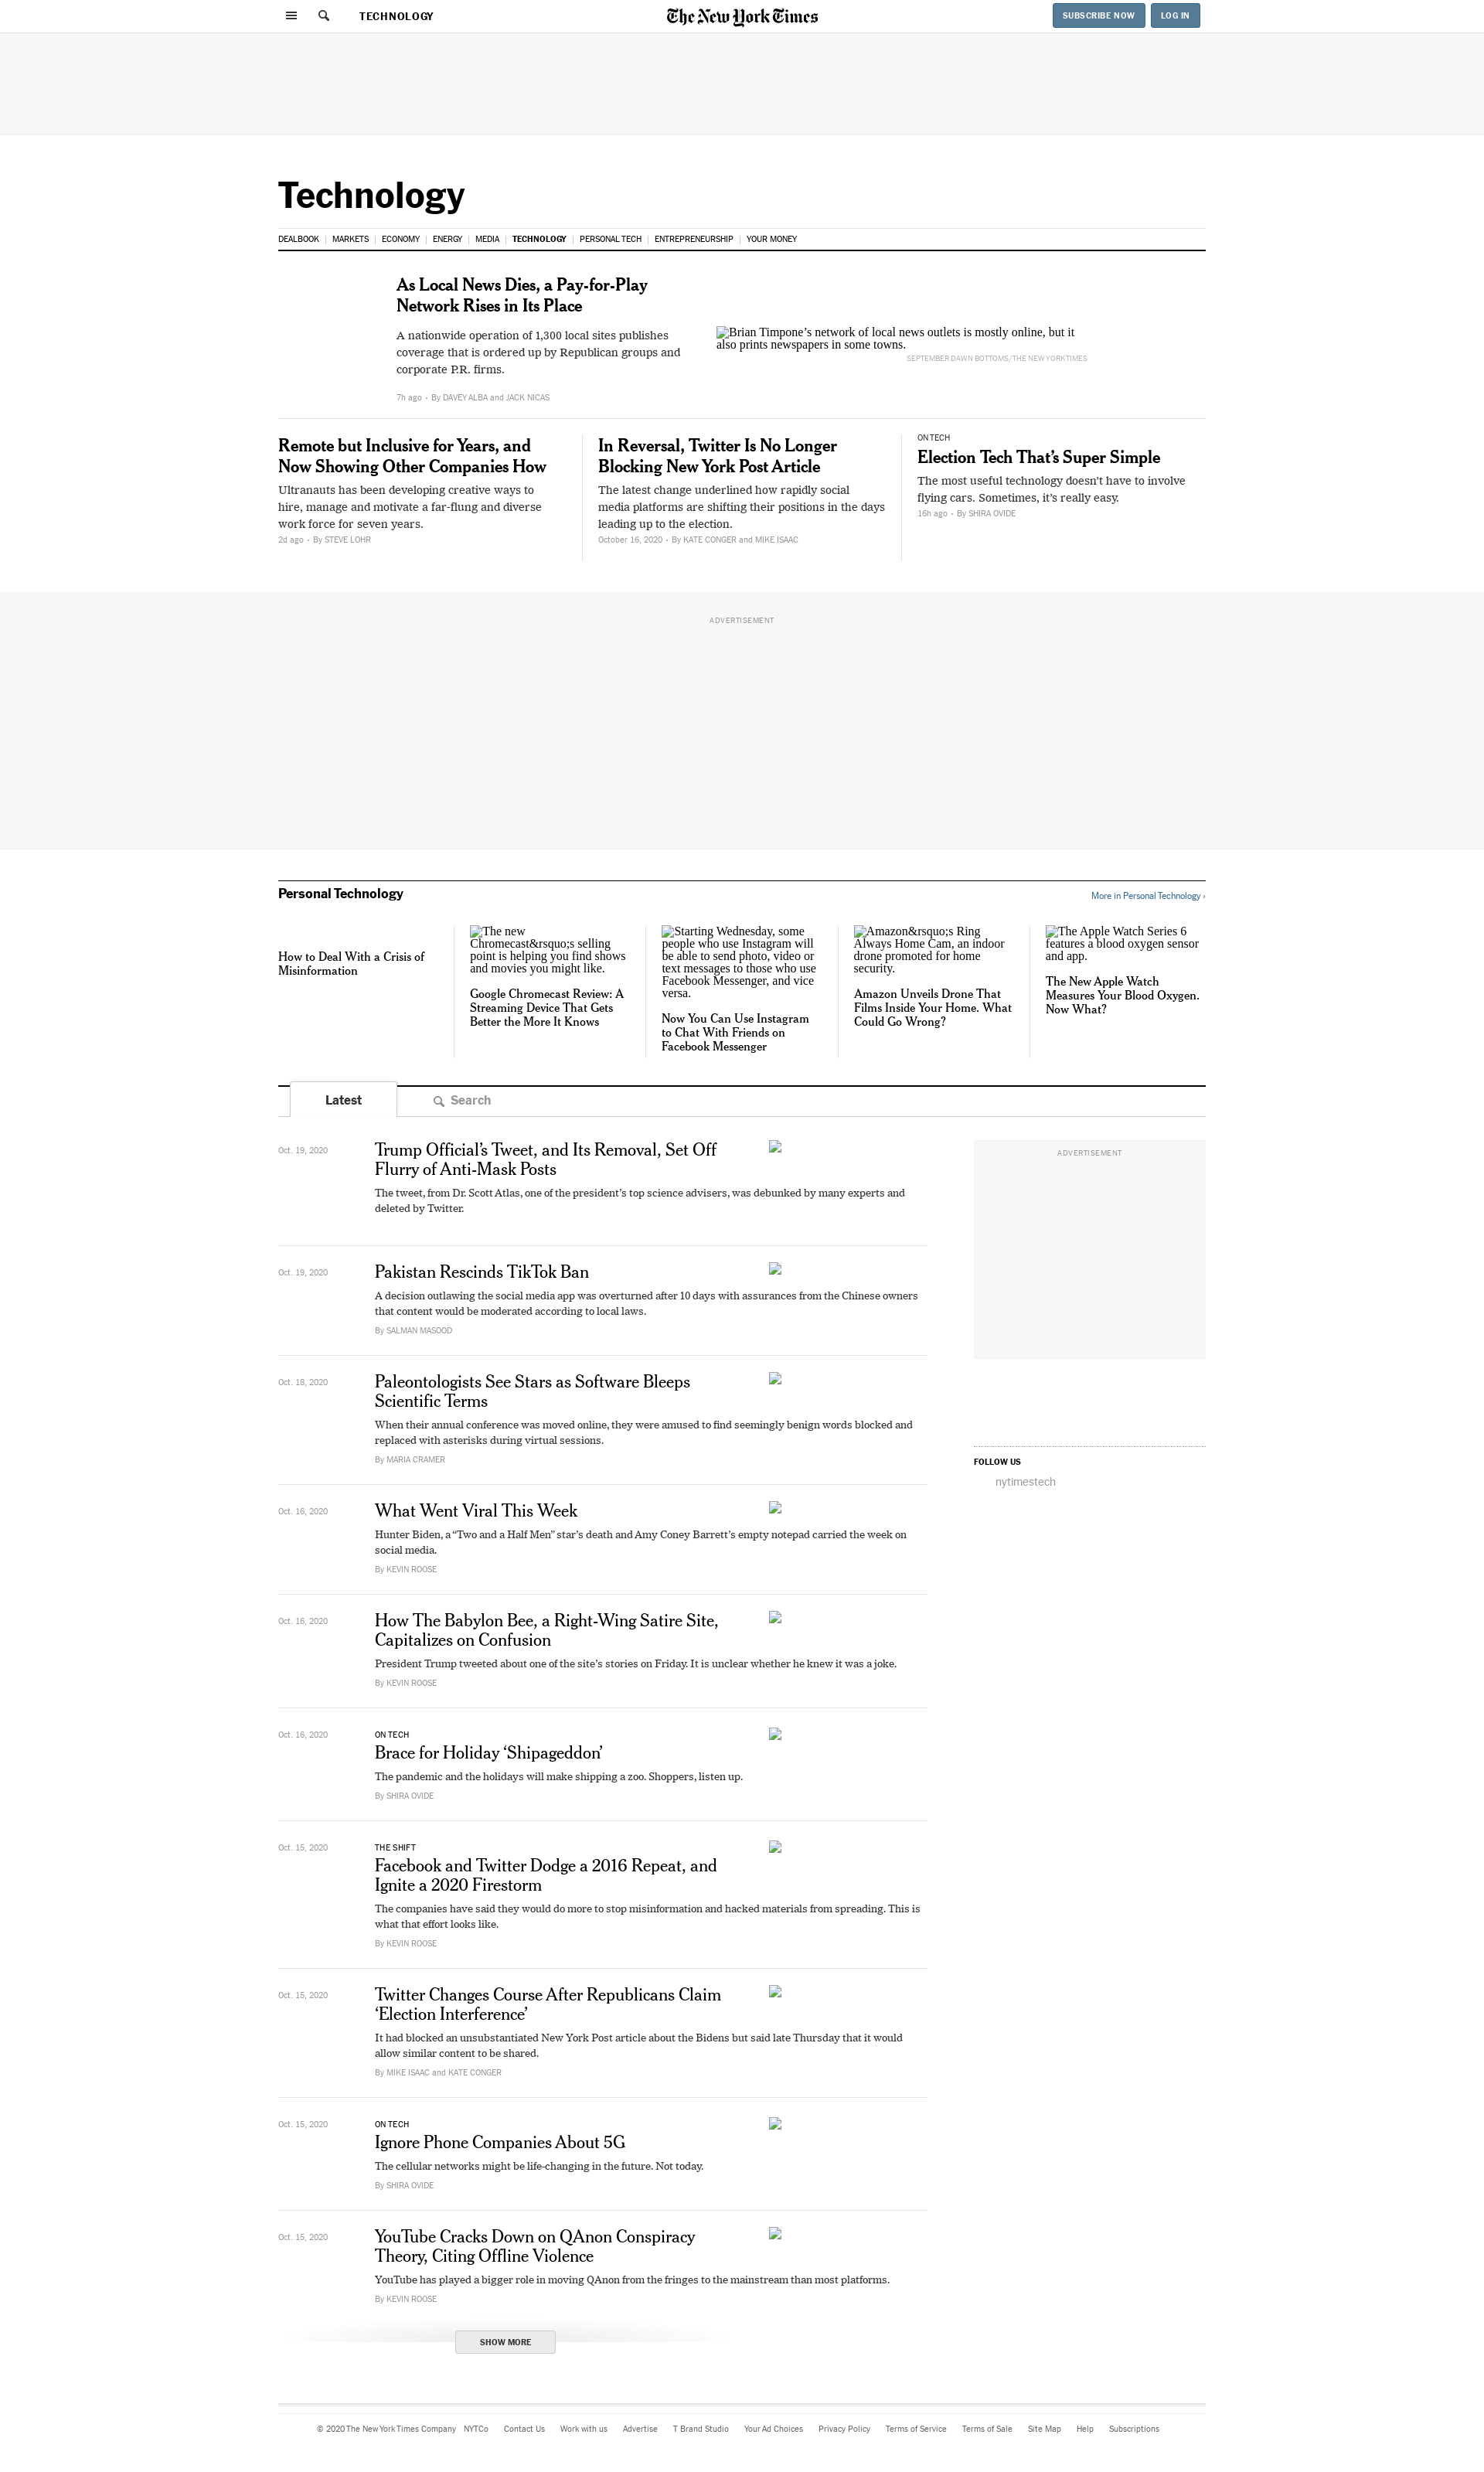 TECHNOLOGY
The New York Times
SUBSCRIBE NOW
LOG IN
Technology
DEALBOOK | MARKETS | ECONOMY | ENERGY | MEDIA | TECHNOLOGY | PERSONAL TECH | ENTREPRENEURSHIP | YOUR MONEY
As Local News Dies, a Pay-for-Play
Network Rises in Its Place
A nationwide operation of 1,300 local sites publishes
coverage that is ordered up by Republican groups and
corporate P.R. firms.
7h ago • By DAVEY ALBA and JACK NICAS
Brian Timpone’s network of local news outlets is mostly online, but it
also prints newspapers in some towns.
SEPTEMBER DAWN BOTTOMS/THE NEW YORK TIMES
Remote but Inclusive for Years, and
Now Showing Other Companies How
Ultranauts has been developing creative ways to
hire, manage and motivate a far-flung and diverse
work force for seven years.
2d ago • By STEVE LOHR
In Reversal, Twitter Is No Longer
Blocking New York Post Article
The latest change underlined how rapidly social
media platforms are shifting their positions in the days
leading up to the election.
October 16, 2020 • By KATE CONGER and MIKE ISAAC
ON TECH
Election Tech That’s Super Simple
The most useful technology doesn’t have to involve
flying cars. Sometimes, it’s really easy.
16h ago • By SHIRA OVIDE
ADVERTISEMENT
Personal Technology
More in Personal Technology ›
How to Deal With a Crisis of
Misinformation
The new
Chromecast&rsquo;s selling
point is helping you find shows
and movies you might like.
Google Chromecast Review: A
Streaming Device That Gets
Better the More It Knows
Starting Wednesday, some
people who use Instagram will
be able to send photo, video or
text messages to those who use
Facebook Messenger, and vice
versa.
Now You Can Use Instagram
to Chat With Friends on
Facebook Messenger
Amazon&rsquo;s Ring
Always Home Cam, an indoor
drone promoted for home
security.
Amazon Unveils Drone That
Films Inside Your Home. What
Could Go Wrong?
The Apple Watch Series 6
features a blood oxygen sensor
and app.
The New Apple Watch
Measures Your Blood Oxygen.
Now What?
Latest
Search
Oct. 19, 2020
Trump Official’s Tweet, and Its Removal, Set Off
Flurry of Anti-Mask Posts
The tweet, from Dr. Scott Atlas, one of the president’s top science advisers, was debunked by many experts and
deleted by Twitter.
ADVERTISEMENT
Oct. 19, 2020
Pakistan Rescinds TikTok Ban
A decision outlawing the social media app was overturned after 10 days with assurances from the Chinese owners
that content would be moderated according to local laws.
By SALMAN MASOOD
Oct. 18, 2020
Paleontologists See Stars as Software Bleeps
Scientific Terms
When their annual conference was moved online, they were amused to find seemingly benign words blocked and
replaced with asterisks during virtual sessions.
By MARIA CRAMER
FOLLOW US
nytimestech
Oct. 16, 2020
What Went Viral This Week
Hunter Biden, a “Two and a Half Men” star’s death and Amy Coney Barrett’s empty notepad carried the week on
social media.
By KEVIN ROOSE
Oct. 16, 2020
How The Babylon Bee, a Right-Wing Satire Site,
Capitalizes on Confusion
President Trump tweeted about one of the site’s stories on Friday. It is unclear whether he knew it was a joke.
By KEVIN ROOSE
Oct. 16, 2020
ON TECH
Brace for Holiday ‘Shipageddon’
The pandemic and the holidays will make shipping a zoo. Shoppers, listen up.
By SHIRA OVIDE
Oct. 15, 2020
THE SHIFT
Facebook and Twitter Dodge a 2016 Repeat, and
Ignite a 2020 Firestorm
The companies have said they would do more to stop misinformation and hacked materials from spreading. This is
what that effort looks like.
By KEVIN ROOSE
Oct. 15, 2020
Twitter Changes Course After Republicans Claim
‘Election Interference’
It had blocked an unsubstantiated New York Post article about the Bidens but said late Thursday that it would
allow similar content to be shared.
By MIKE ISAAC and KATE CONGER
Oct. 15, 2020
ON TECH
Ignore Phone Companies About 5G
The cellular networks might be life-changing in the future. Not today.
By SHIRA OVIDE
Oct. 15, 2020
YouTube Cracks Down on QAnon Conspiracy
Theory, Citing Offline Violence
YouTube has played a bigger role in moving QAnon from the fringes to the mainstream than most platforms.
By KEVIN ROOSE
SHOW MORE
© 2020 The New York Times Company NYTCo Contact Us Work with us Advertise T Brand Studio Your Ad Choices Privacy Policy Terms of Service Terms of Sale Site Map Help Subscriptions